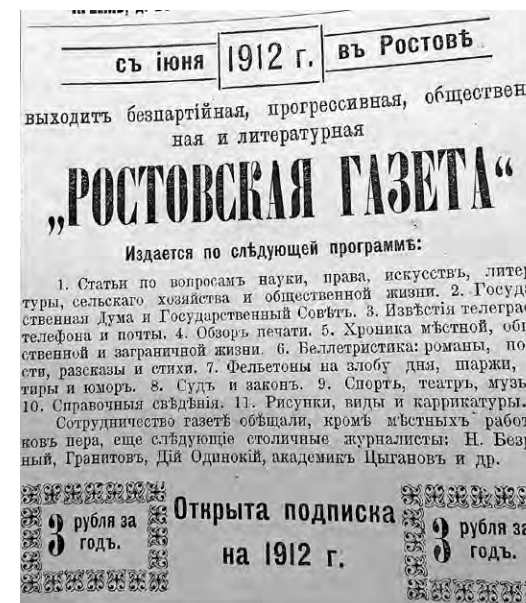 съ іюня 1912 г. въ Ростовѣ
выходитъ безпартійная, прогрессивная, обществен
ная и литературная
„РОСТОВСКАЯ ГАЗЕТА“
Издается по слѣдующей программѣ:
1. Статьи по вопросамъ науки, права, искусствъ, литер
туры, сельскаго хозяйства и общественной жизни. 2. Госуда
ственная Дума и Государственный Совѣтъ. 3. Извѣстія телеграф
телефона и почты. 4. Обзоръ печати. 5. Хроника мѣстной, общ
ственной и заграничной жизни. 6. Беллетристика: романы, по
сти, разсказы и стихи. 7. Фельетоны на злобу дня, шаржи,
тиры и юморъ. 8. Судъ и законъ. 9. Спортъ, театръ, музы
10. Справочныя свѣдѣнія. 11. Рисунки, виды и каррикатуры.
Сотрудничество газетѣ обѣщали, кромѣ мѣстныхъ работ
ковъ пера, еще слѣдующіе столичные журналисты: Н. Безр
ный, Гранитовъ, Дій Одинокій, академикъ Цыгановъ и др.
3 рубля за годъ.
Открыта подписка
на 1912 г.
3 рубля за
годъ.